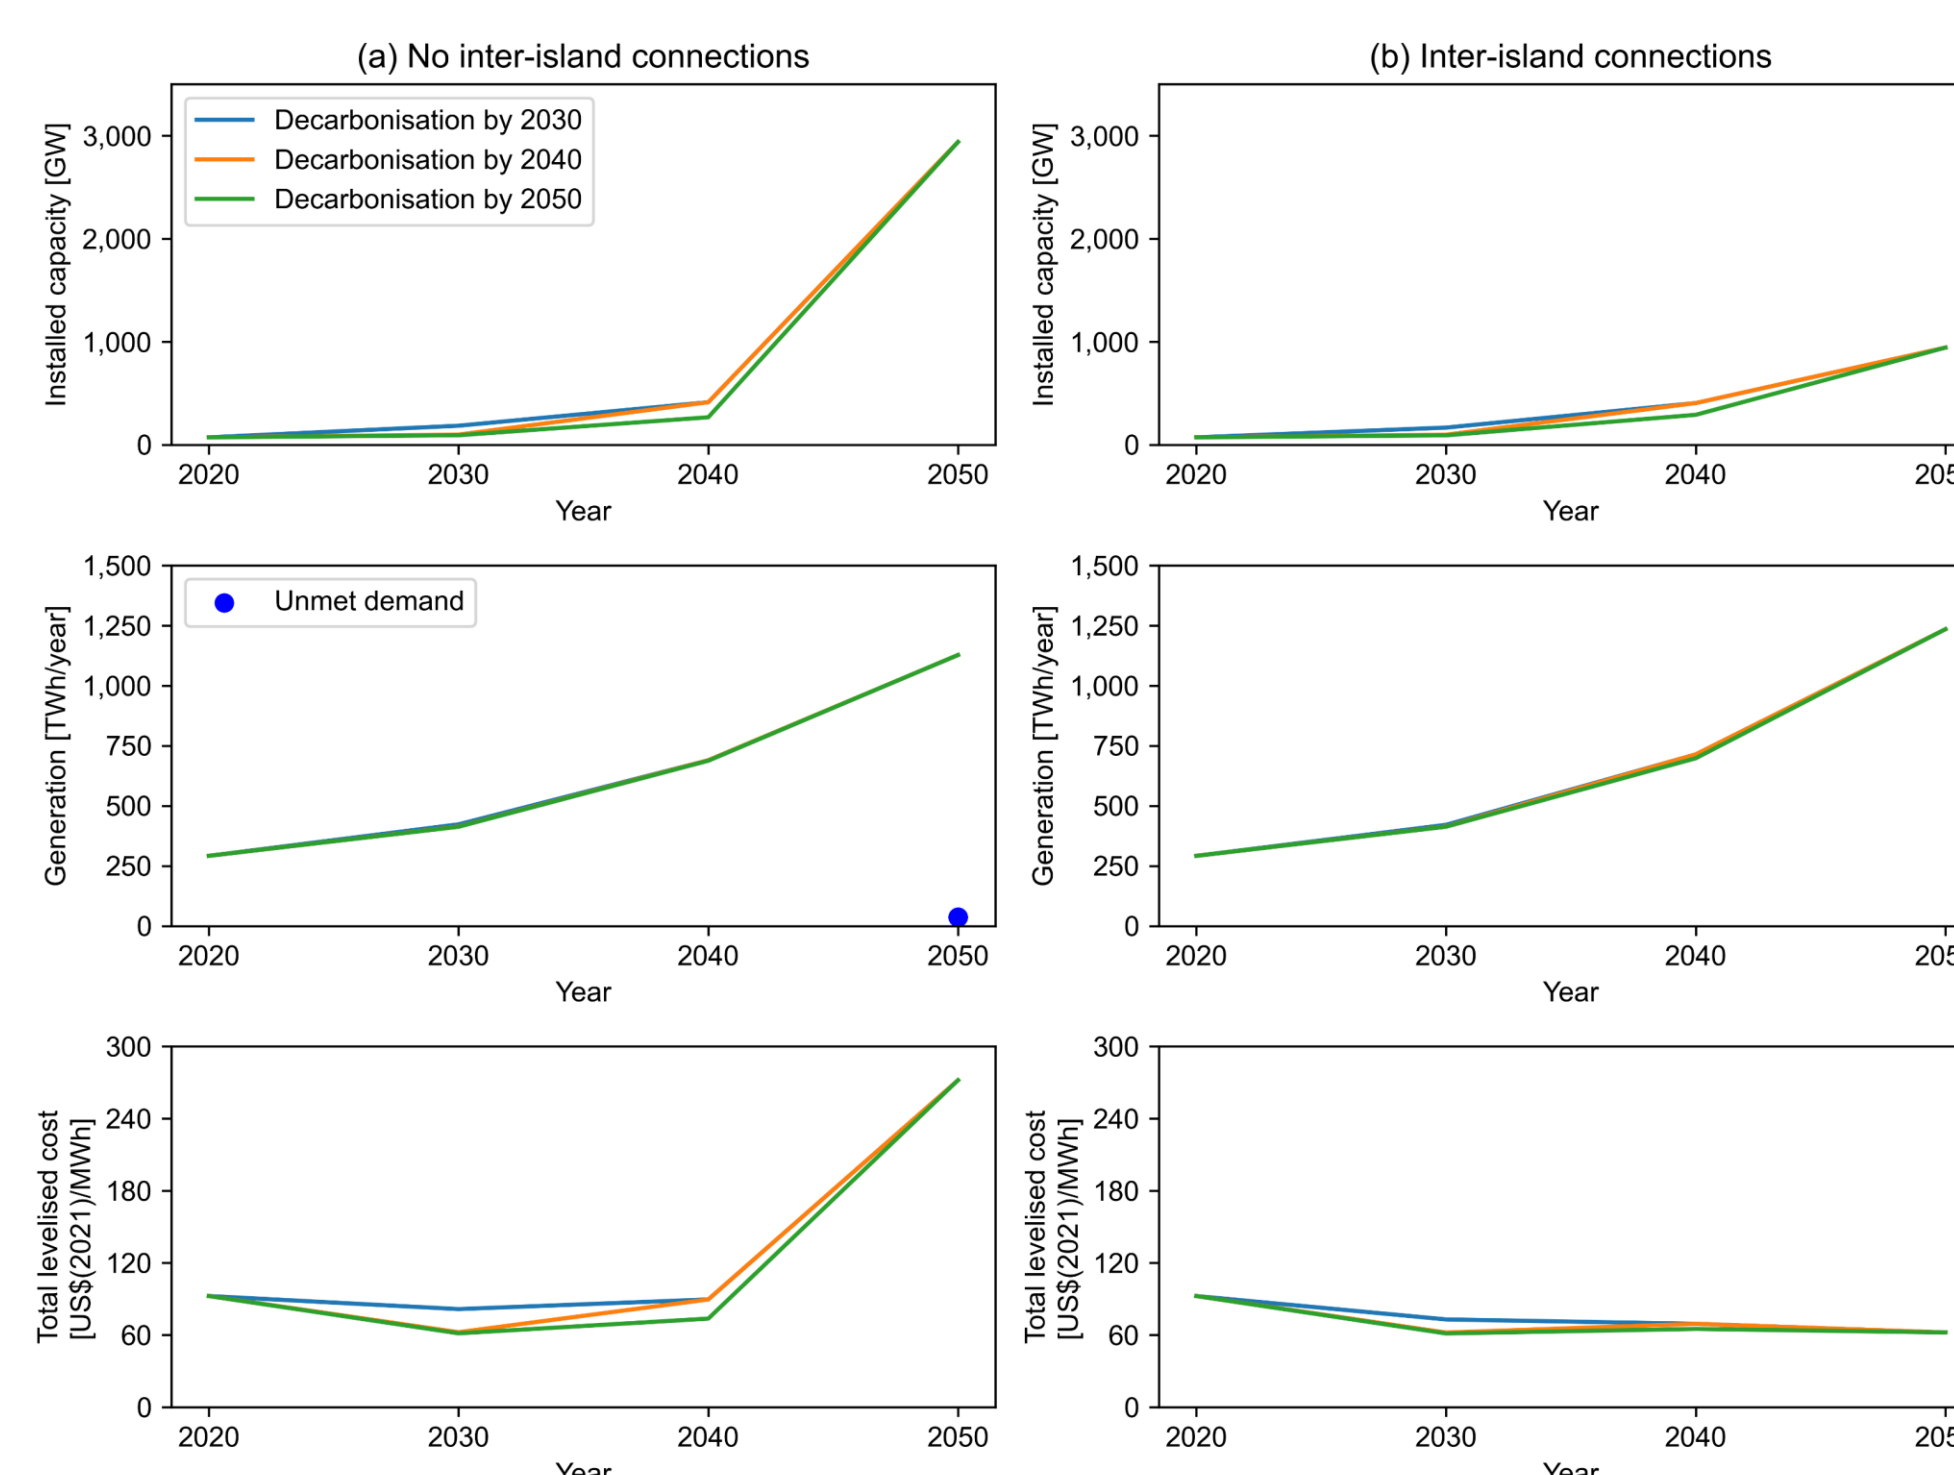 (a) No inter-island connections
Installed capacity [GW]
3,000
2,000
1,000
0
Decarbonisation by 2030
Decarbonisation by 2040
Decarbonisation by 2050
2020 2030 2040 2050
Year
(b) Inter-island connections
Installed capacity [GW]
3,000
2,000
1,000
0
2020 2030 2040 205
Year
Generation [TWh/year]
1,500
1,250
1,000
750
500
250
0
Unmet demand
2020 2030 2040 2050
Year
Generation [TWh/year]
1,500
1,250
1,000
750
500
250
0
2020 2030 2040 205
Year
Total levelised cost
[US$(2021)/MWh]
300
240
180
120
60
0
2020 2030 2040 2050
Year
Total levelised cost
[US$(2021)/MWh]
300
240
180
120
60
0
2020 2030 2040 205
Year